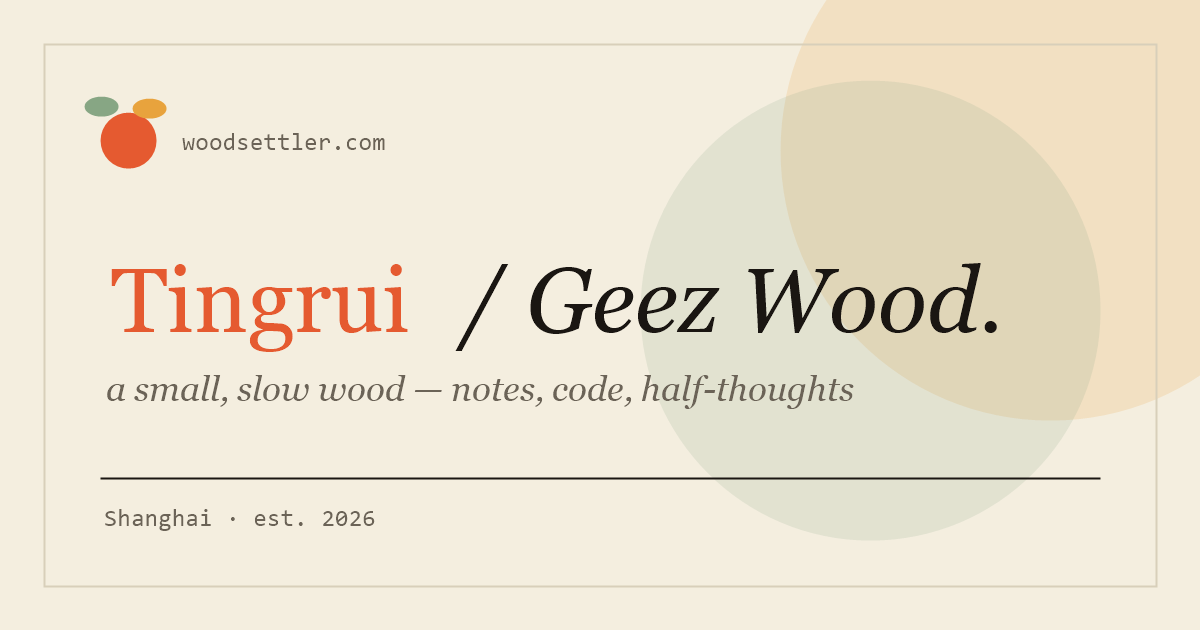 woodsettler.com
Tingrui / Geez Wood.
a small, slow wood — notes, code, half-thoughts
Shanghai · est. 2026